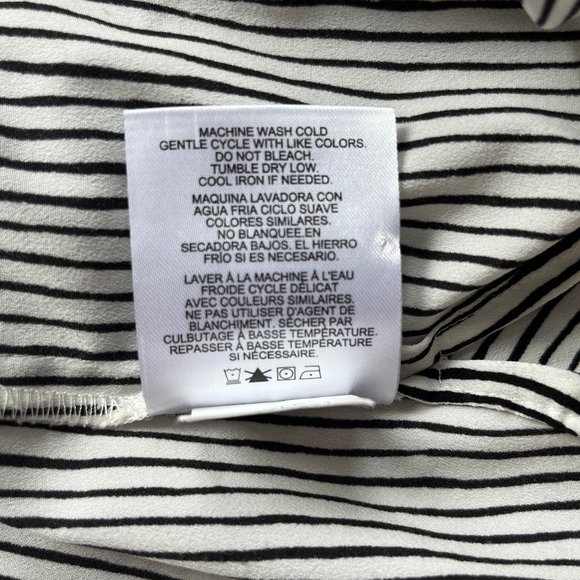 MACHINE WASH COLD
GENTLE CYCLE WITH LIKE COLORS.
DO NOT BLEACH.
TUMBLE DRY LOW.
COOL IRON IF NEEDED.
MAQUINA LAVADORA CON
AGUA FRIA CICLO SUAVE
COLORES SIMILARES.
NO BLANQUEE.EN
SECADORA BAJOS. EL HIERRO
FRÍO SI ES NECESARIO.
LAVER À LA MACHINE À L'EAU
FROIDE CYCLE DÉLICAT
AVEC COULEURS SIMILAIRES.
NE PAS UTILISER D'AGENT DE
BLANCHIMENT. SÉCHER PAR
CULBUTAGE À BASSE TEMPÉRATURE.
REPASSER À BASSE TEMPÉRATURE
SI NÉCESSAIRE.